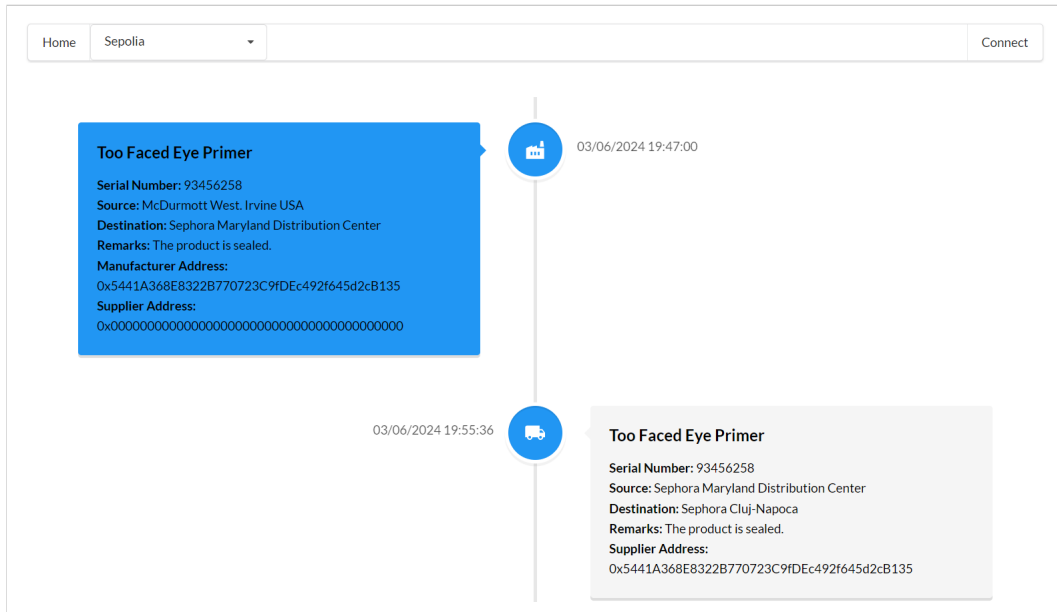 Home
Sepolia
Connect
Too Faced Eye Primer
03/06/2024 19:47:00
Serial Number: 93456258
Source: McDurmott West. Irvine USA
Destination: Sephora Maryland Distribution Center
Remarks: The product is sealed.
Manufacturer Address:
0x5441A368E8322B770723C9fDEc492f645d2cB135
Supplier Address:
0x0000000000000000000000000000000000000000
03/06/2024 19:55:36
Too Faced Eye Primer
Serial Number: 93456258
Source: Sephora Maryland Distribution Center
Destination: Sephora Cluj-Napoca
Remarks: The product is sealed.
Supplier Address:
0x5441A368E8322B770723C9fDEc492f645d2cB135